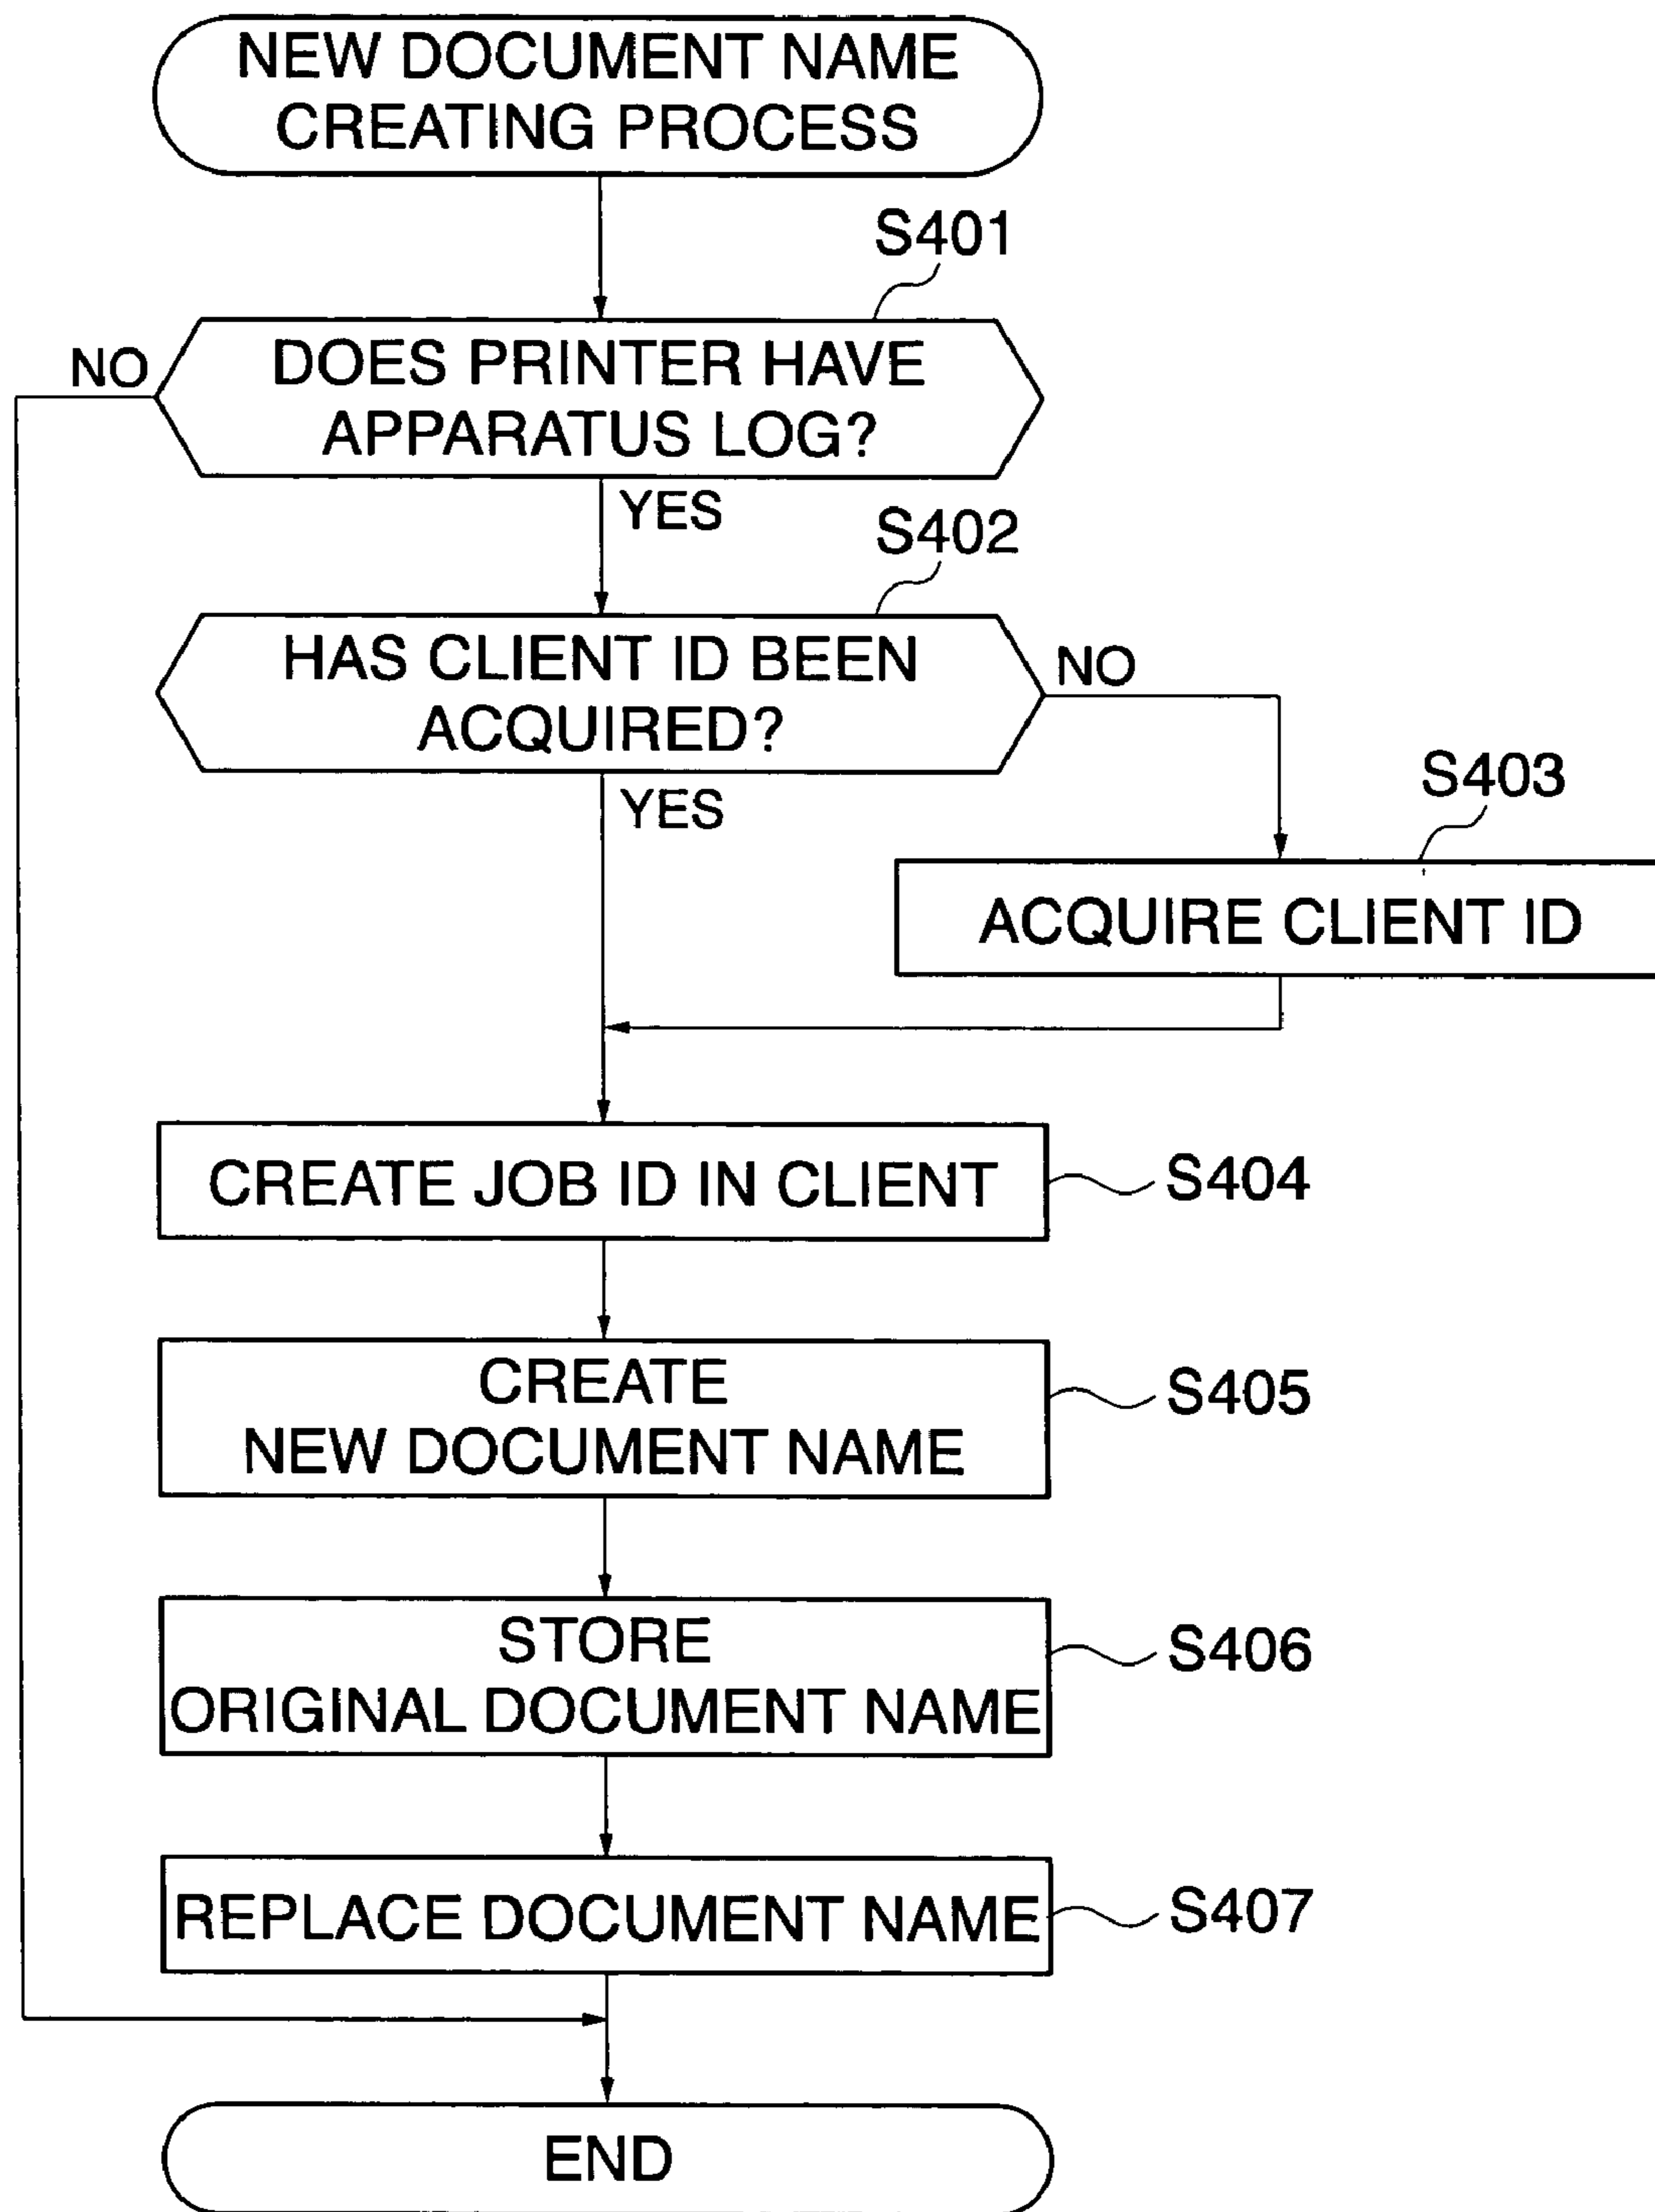 NEW DOCUMENT NAME
CREATING PROCESS
S401
NO
DOES PRINTER HAVE
APPARATUS LOG?
YES
S402
HAS CLIENT ID BEEN
ACQUIRED?
NO
YES
S403
ACQUIRE CLIENT ID
CREATE JOB ID IN CLIENT
S404
CREATE
NEW DOCUMENT NAME
S405
STORE
ORIGINAL DOCUMENT NAME
S406
REPLACE DOCUMENT NAME
S407
END